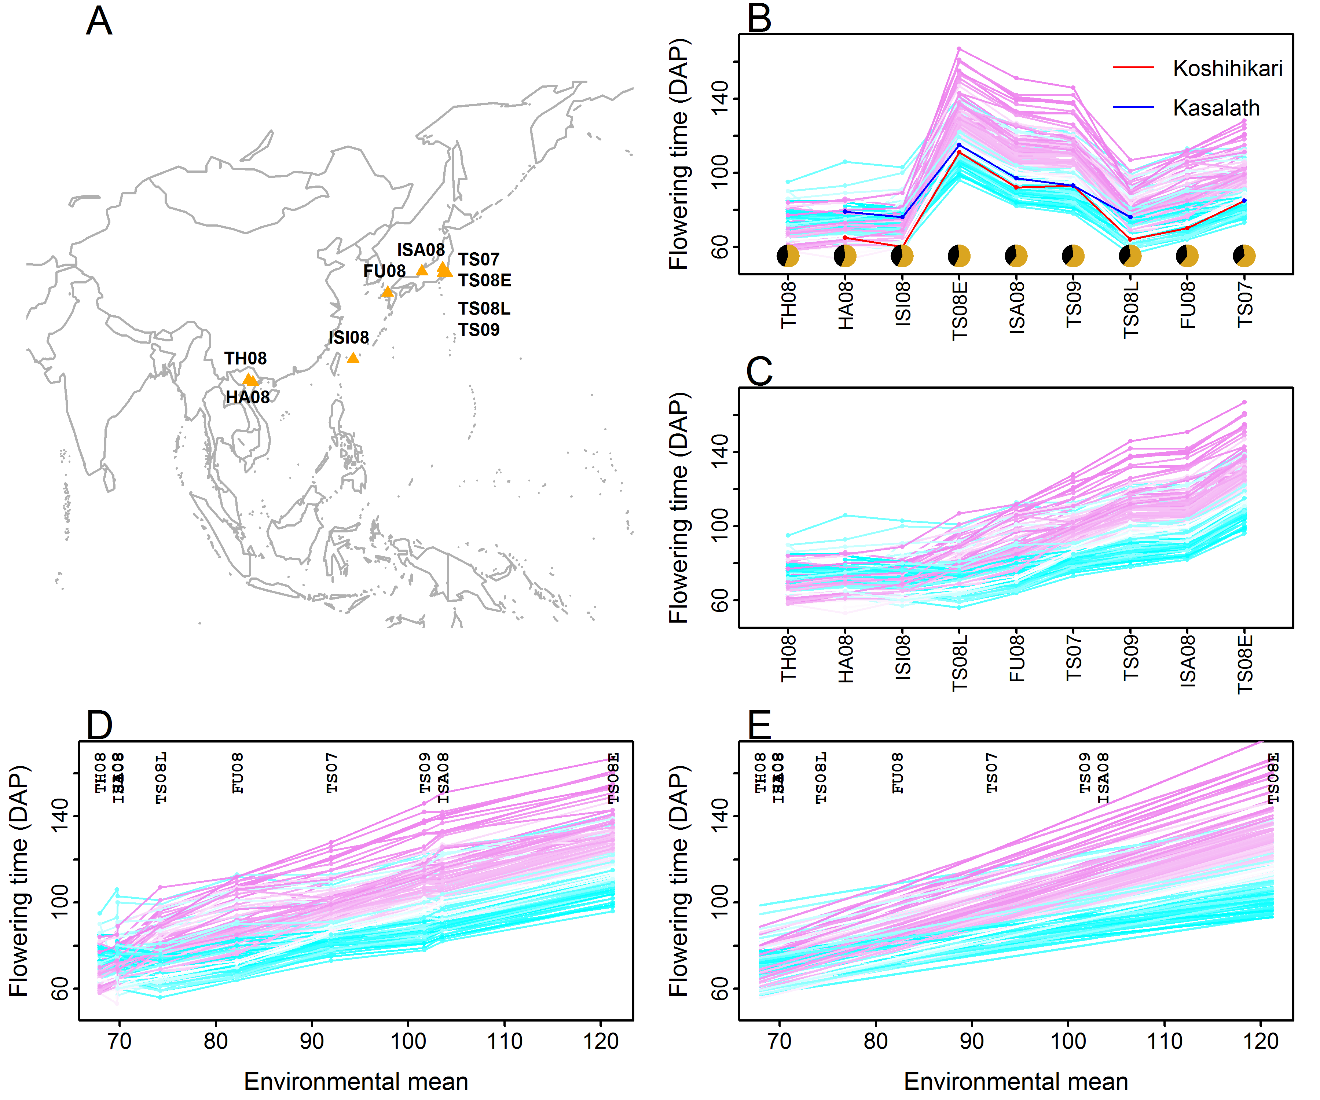 A
ISA08
FU08
TS07
TS08E
TS08L
TS09
ISI08
TH08
HA08
B
Flowering time (DAP)
60
100
140
Koshihikari
Kasalath
TH08
HA08
ISI08
TS08E
ISA08
TS09
TS08L
FU08
TS07
C
Flowering time (DAP)
60
100
140
TH08
HA08
ISI08
TS08L
FU08
TS07
TS09
ISA08
TS08E
D
Flowering time (DAP)
60
100
140
TH08
TS08L
FU08
TS07
TS09
ISA08
TS08E
70
80
90
100
110
120
Environmental mean
E
Flowering time (DAP)
60
100
140
TH08
TS08L
FU08
TS07
TS09
ISA08
TS08E
70
80
90
100
110
120
Environmental mean